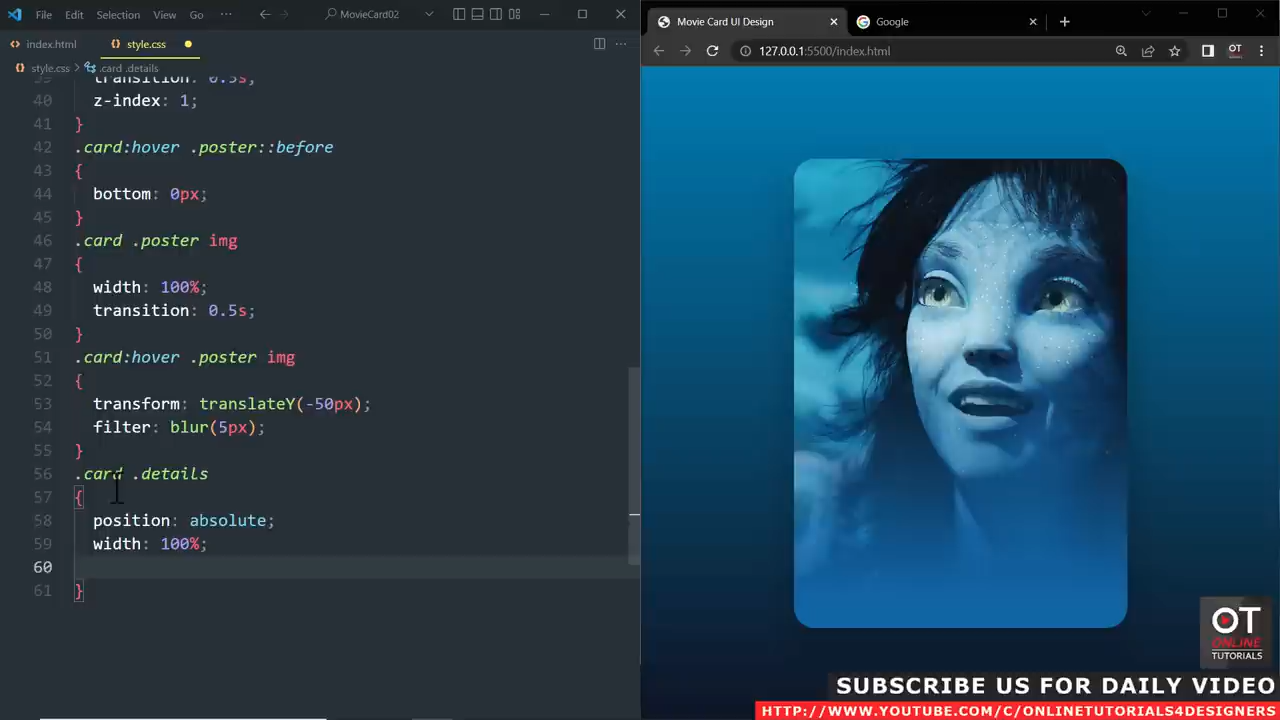 File Edit Selection View Go ··· MovieCard02
index.html style.css
style.css > .card .details
39 transition: 0.5s;
40 z-index: 1;
41 }
42 .card:hover .poster::before
43 {
44 bottom: 0px;
45 }
46 .card .poster img
47 {
48 width: 100%;
49 transition: 0.5s;
50 }
51 .card:hover .poster img
52 {
53 transform: translateY(-50px);
54 filter: blur(5px);
55 }
56 .card .details
57 {
58 position: absolute;
59 width: 100%;
60
61 }
Movie Card UI Design Google
127.0.0.1:5500/index.html OT
OT
ONLINE
TUTORIALS
SUBSCRIBE US FOR DAILY VIDEO
HTTP://WWW.YOUTUBE.COM/C/ONLINETUTORIALS4DESIGNERS